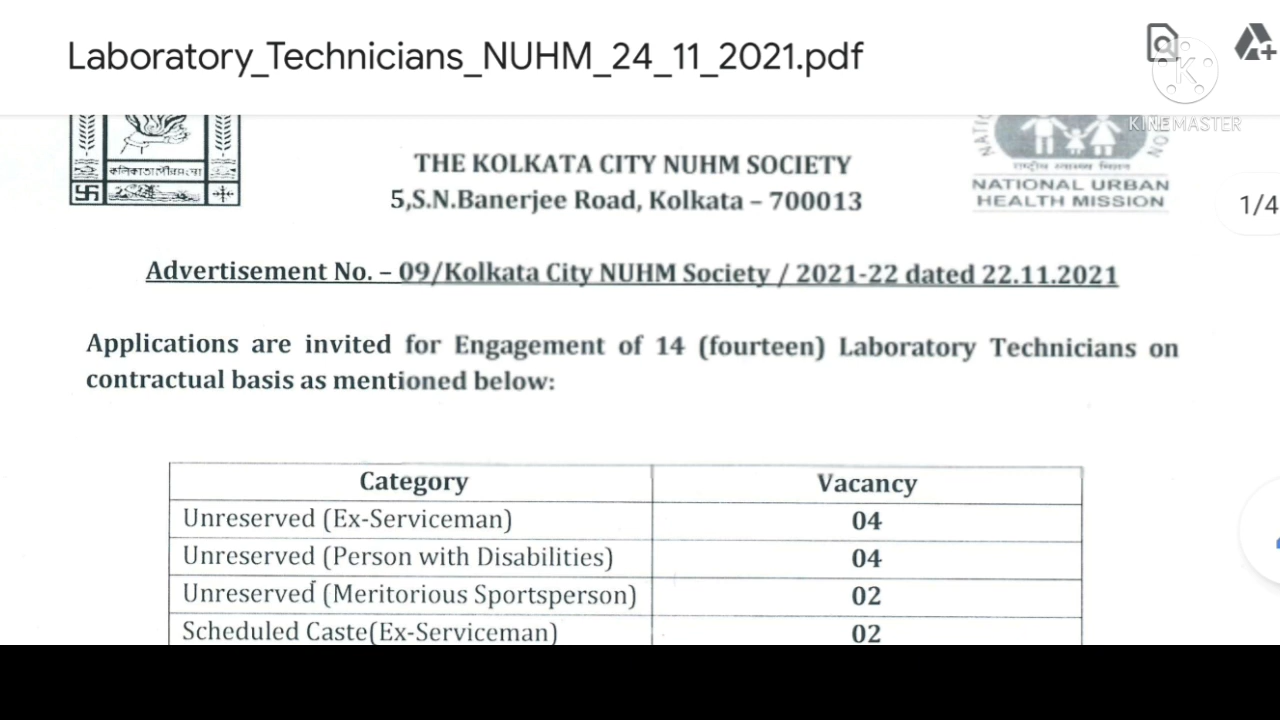 Laboratory_Technicians_NUHM_24_11_2021.pdf
KINEMASTER
THE KOLKATA CITY NUHM SOCIETY
5,S.N.Banerjee Road, Kolkata – 700013
NATIONAL URBAN
HEALTH MISSION
1/4
Advertisement No. – 09/Kolkata City NUHM Society / 2021-22 dated 22.11.2021
Applications are invited for Engagement of 14 (fourteen) Laboratory Technicians on
contractual basis as mentioned below:
Category Vacancy
Unreserved (Ex-Serviceman) 04
Unreserved (Person with Disabilities) 04
Unreserved (Meritorious Sportsperson) 02
Scheduled Caste(Ex-Serviceman) 02